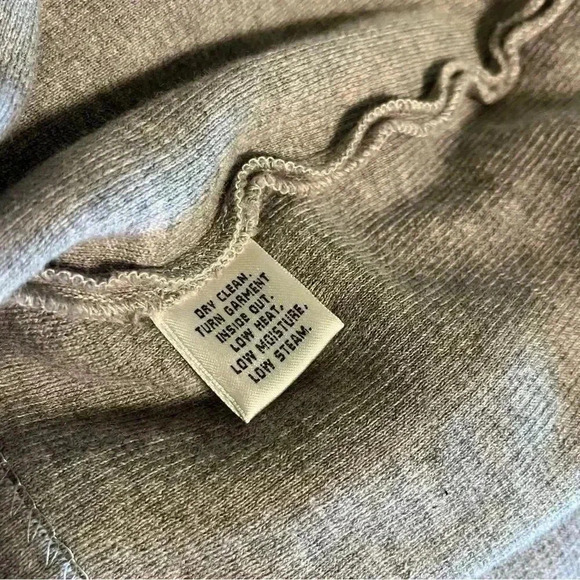 DRY CLEAN.
TURN GARMENT
INSIDE OUT.
LOW HEAT,
LOW MOISTURE,
LOW STEAM.